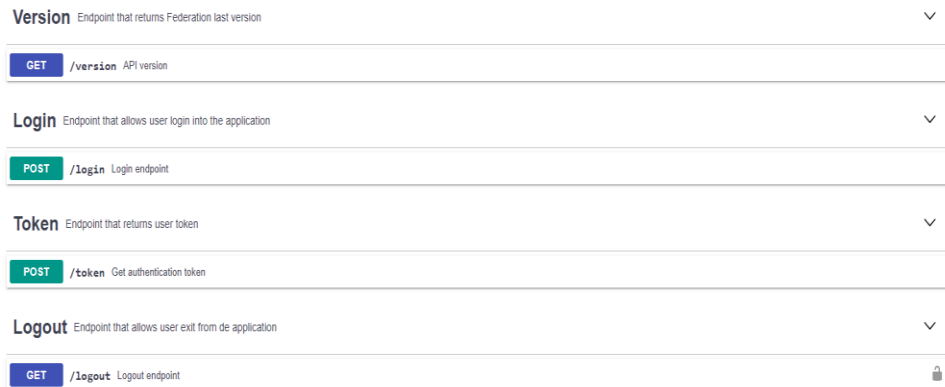 Version Endpoint that returns Federation last version
GET /version API version
Login Endpoint that allows user login into the application
POST /login Login endpoint
Token Endpoint that returns user token
POST /token Get authentication token
Logout Endpoint that allows user exit from de application
GET /logout Logout endpoint